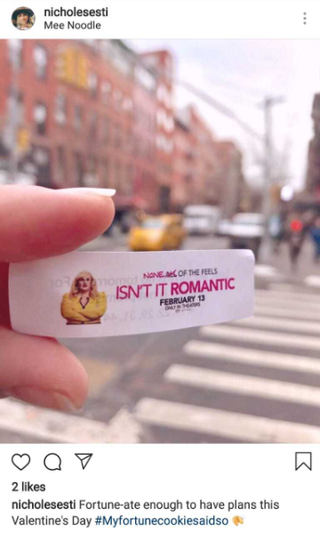 nicholesesti
Mee Noodle
OF THE FEELS
ISN'T IT ROMANTIC
FEBRUARY 13
ONLY IN THEATERS
2 likes
nicholesesti Fortune-ate enough to have plans this
Valentine's Day #Myfortunecookiesaidso